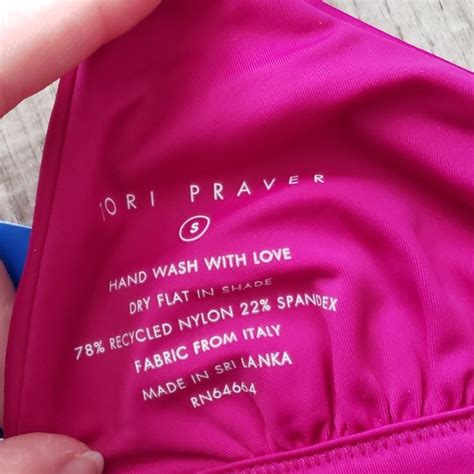 TORI PRAVER
S
HAND WASH WITH LOVE
DRY FLAT IN SHADE
78% RECYCLED NYLON 22% SPANDEX
FABRIC FROM ITALY
MADE IN SRI LANKA
RN64664